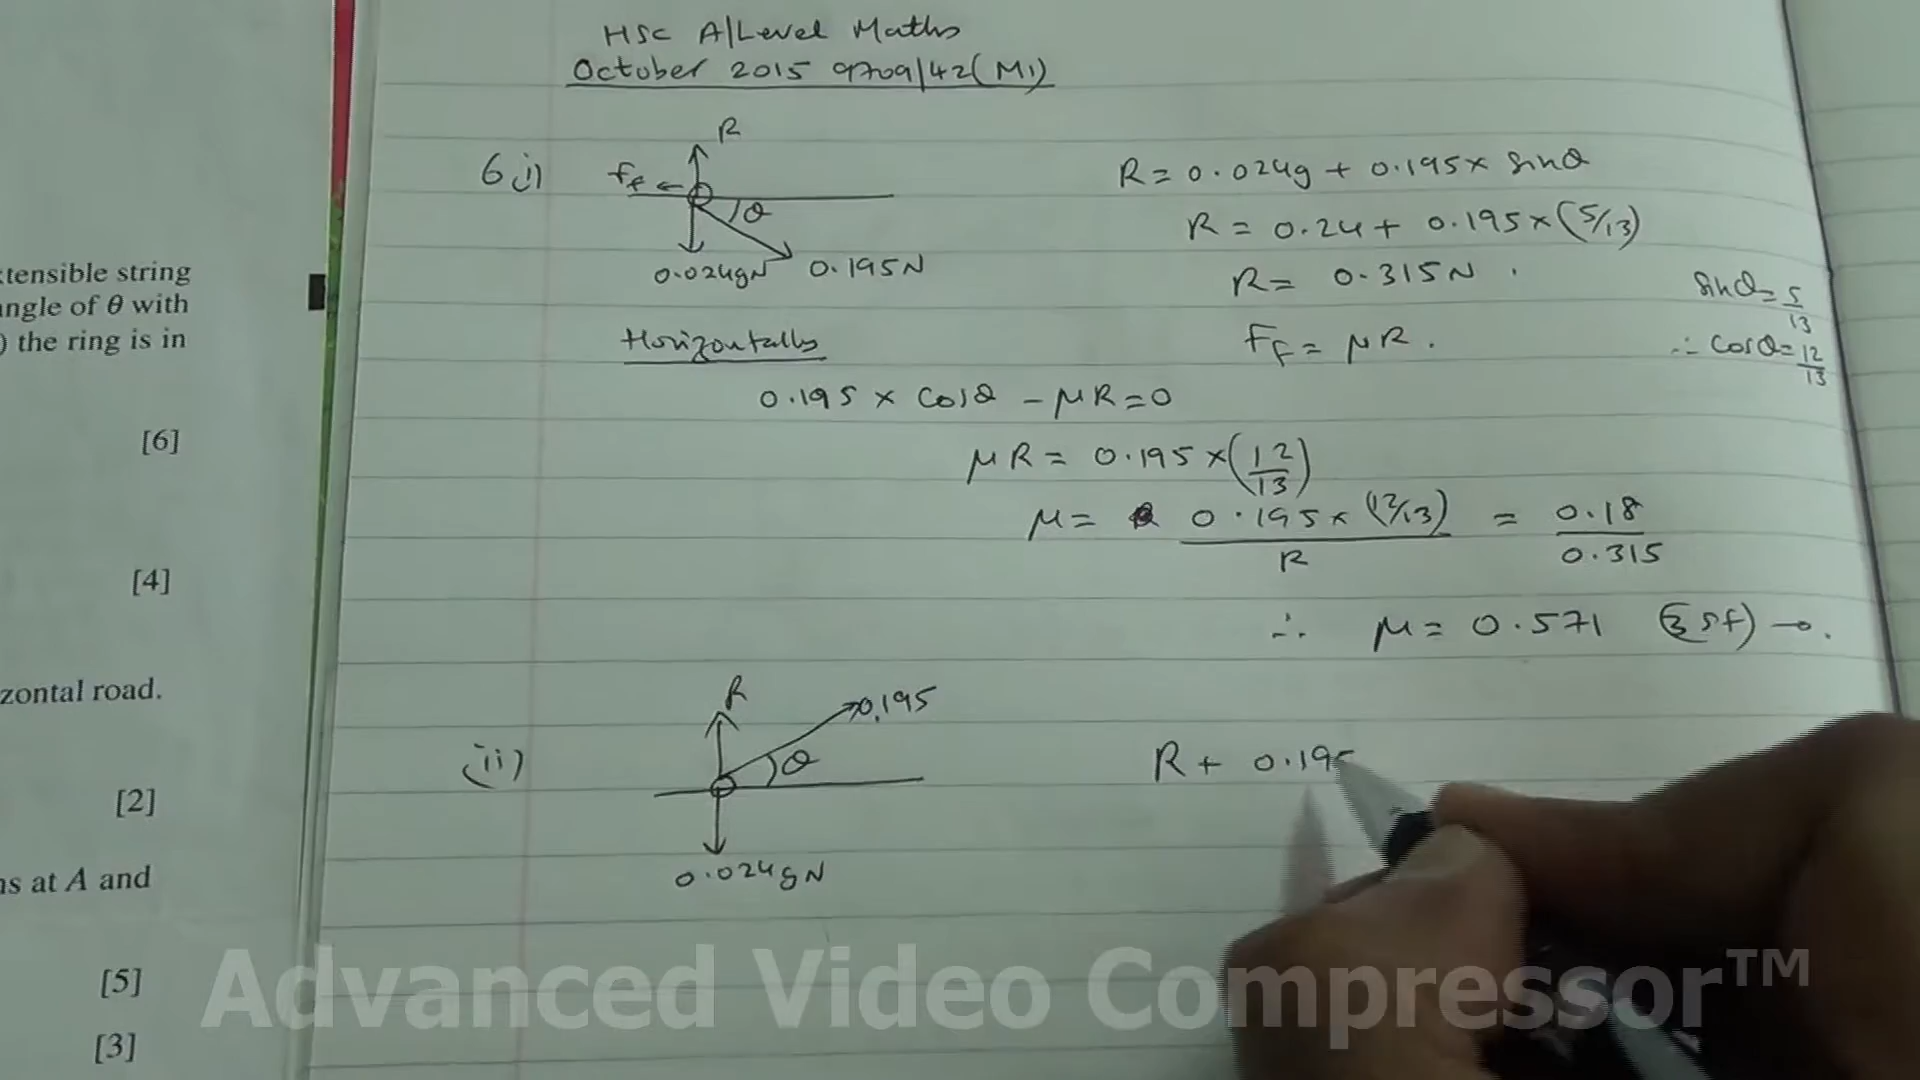 HSC A/Level Maths
October 2015 9709/42(M1)
6i)
R
Ff
θ
0.024gN
0.195N
R = 0.024g + 0.195 × sinθ
R = 0.24 + 0.195 × (5/13)
R = 0.315N .
Ff = μR .
sinθ = 5/13
∴ cosθ = 12/13
Horizontally
0.195 × cosθ - μR = 0
μR = 0.195 × (12/13)
μ = 0.195 × (12/13) / R = 0.18 / 0.315
∴ μ = 0.571 (3sf)
(ii)
R
0.195
θ
0.024gN
R + 0.195
tensible string
angle of θ with
) the ring is in
[6]
[4]
zontal road.
[2]
ns at A and
[5]
[3]
Advanced Video Compressor™